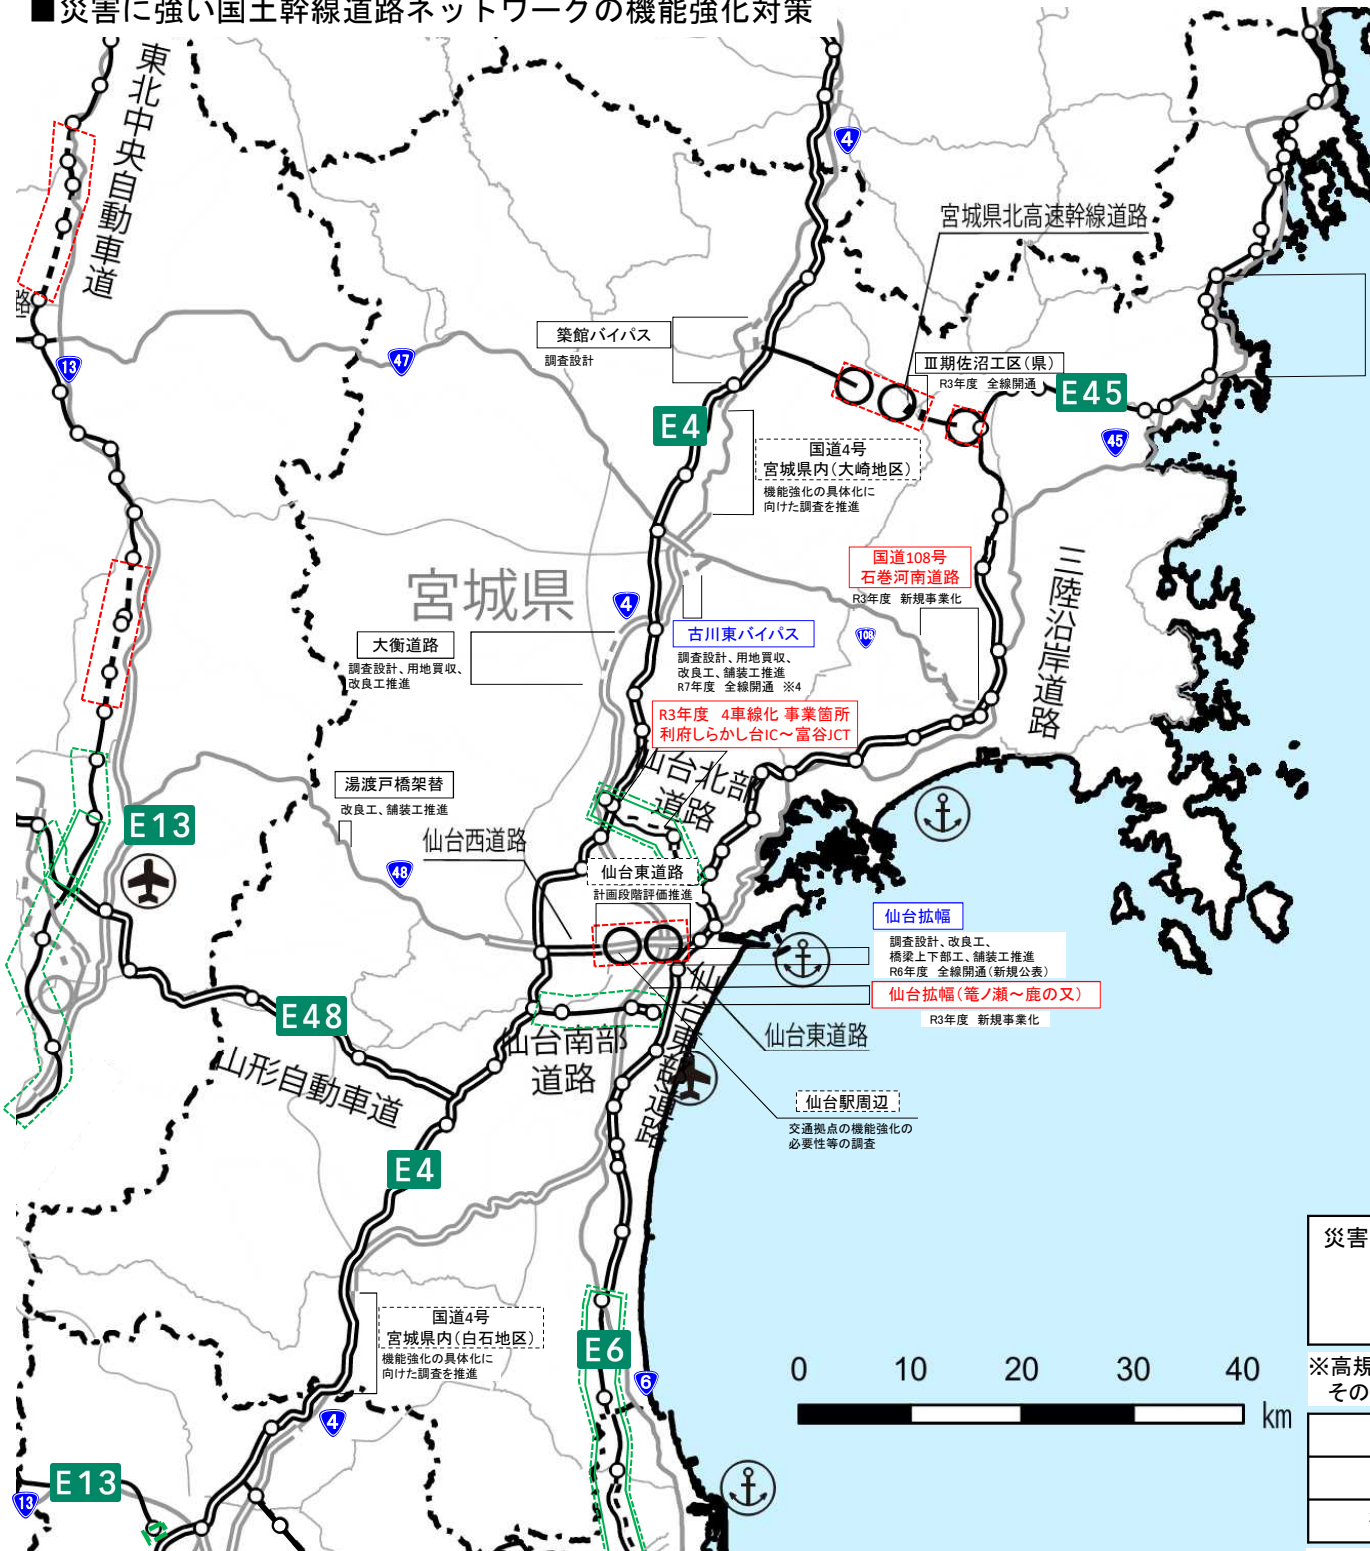 ■災害に強い国土幹線道路ネットワークの機能強化対策
東北中央自動車道
4
宮城県北高速幹線道路
路
13
47
築館バイパス
調査設計
Ⅲ期佐沼工区(県)
R3年度 全線開通
E45
E4
45
国道4号
宮城県内(大崎地区)
機能強化の具体化に
向けた調査を推進
国道108号
石巻河南道路
R3年度 新規事業化
三陸沿岸道路
宮城県
4
108
大衡道路
調査設計、用地買収、
改良工推進
古川東バイパス
調査設計、用地買収、
改良工、舗装工推進
R7年度 全線開通 ※4
R3年度 4車線化 事業箇所
利府しらかし台IC～富谷JCT
仙台北部
道路
湯渡戸橋架替
改良工、舗装工推進
E13
仙台西道路
48
仙台東道路
計画段階評価推進
仙台拡幅
調査設計、改良工、
橋梁上下部工、舗装工推進
R6年度 全線開通(新規公表)
仙台拡幅(篭ノ瀬～鹿の又)
R3年度 新規事業化
E48
仙台南部
道路
仙台東部道路
仙台東道路
山形自動車道
仙台駅周辺
交通拠点の機能強化の
必要性等の調査
E4
国道4号
宮城県内(白石地区)
機能強化の具体化に
向けた調査を推進
E6
6
4
E13
13
0 10 20 30 40
km
災害
※高規
その